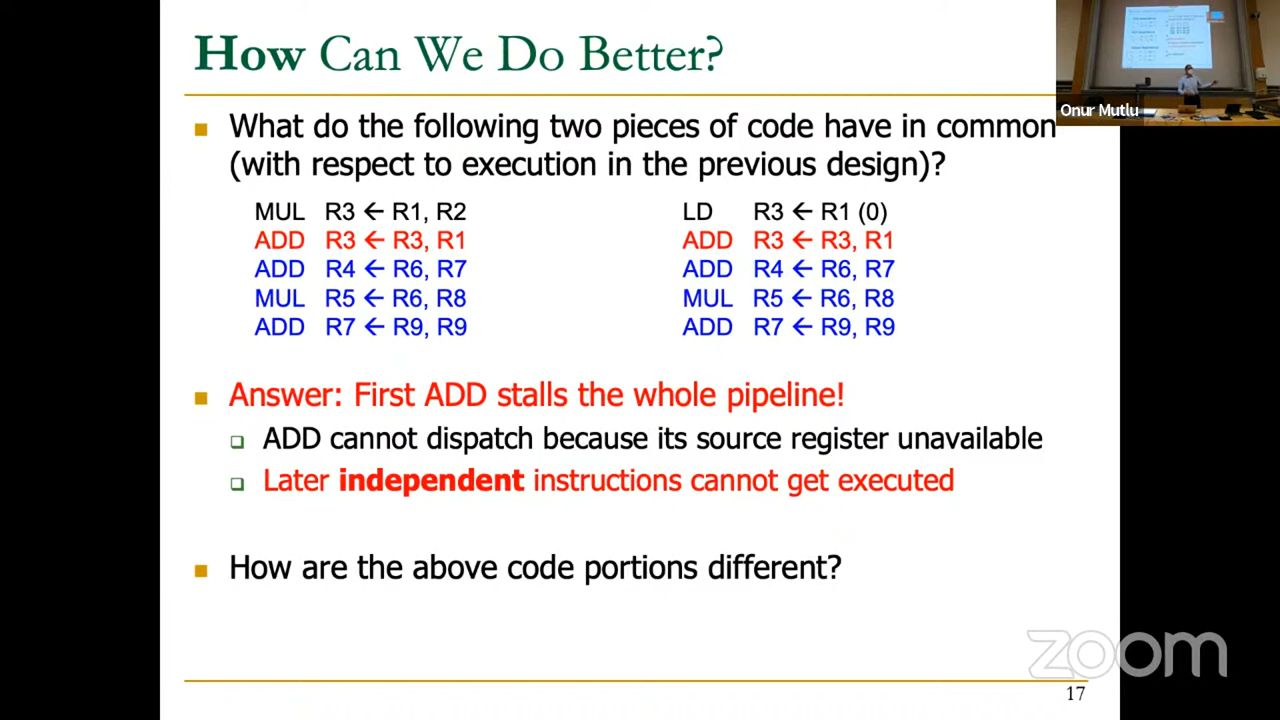 How Can We Do Better?
Onur Mutlu
What do the following two pieces of code have in common
(with respect to execution in the previous design)?
MUL R3 ← R1, R2
ADD R3 ← R3, R1
ADD R4 ← R6, R7
MUL R5 ← R6, R8
ADD R7 ← R9, R9
LD R3 ← R1 (0)
ADD R3 ← R3, R1
ADD R4 ← R6, R7
MUL R5 ← R6, R8
ADD R7 ← R9, R9
Answer: First ADD stalls the whole pipeline!
ADD cannot dispatch because its source register unavailable
Later independent instructions cannot get executed
How are the above code portions different?
zoom
17